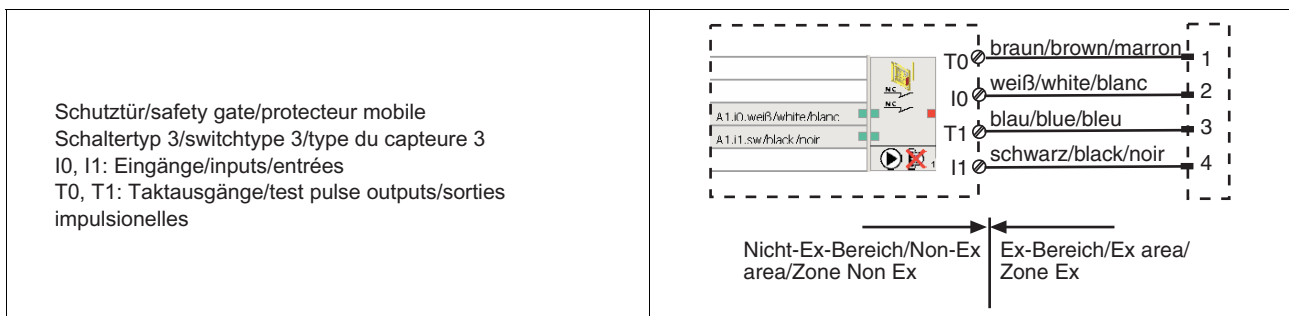 Schutztür/safety gate/protecteur mobile
Schaltertyp 3/switchtype 3/type du capteure 3
I0, I1: Eingänge/inputs/entrées
T0, T1: Taktausgänge/test pulse outputs/sorties
impulsionelles
T0 braun/brown/marron 1
NC
I0 weiß/white/blanc 2
NC
A1.i0.weiß/white/blanc
T1 blau/blue/bleu 3
A1.i1.sw/black/noir
I1 schwarz/black/noir 4
1
Nicht-Ex-Bereich/Non-Ex
area/Zone Non Ex
Ex-Bereich/Ex area/
Zone Ex